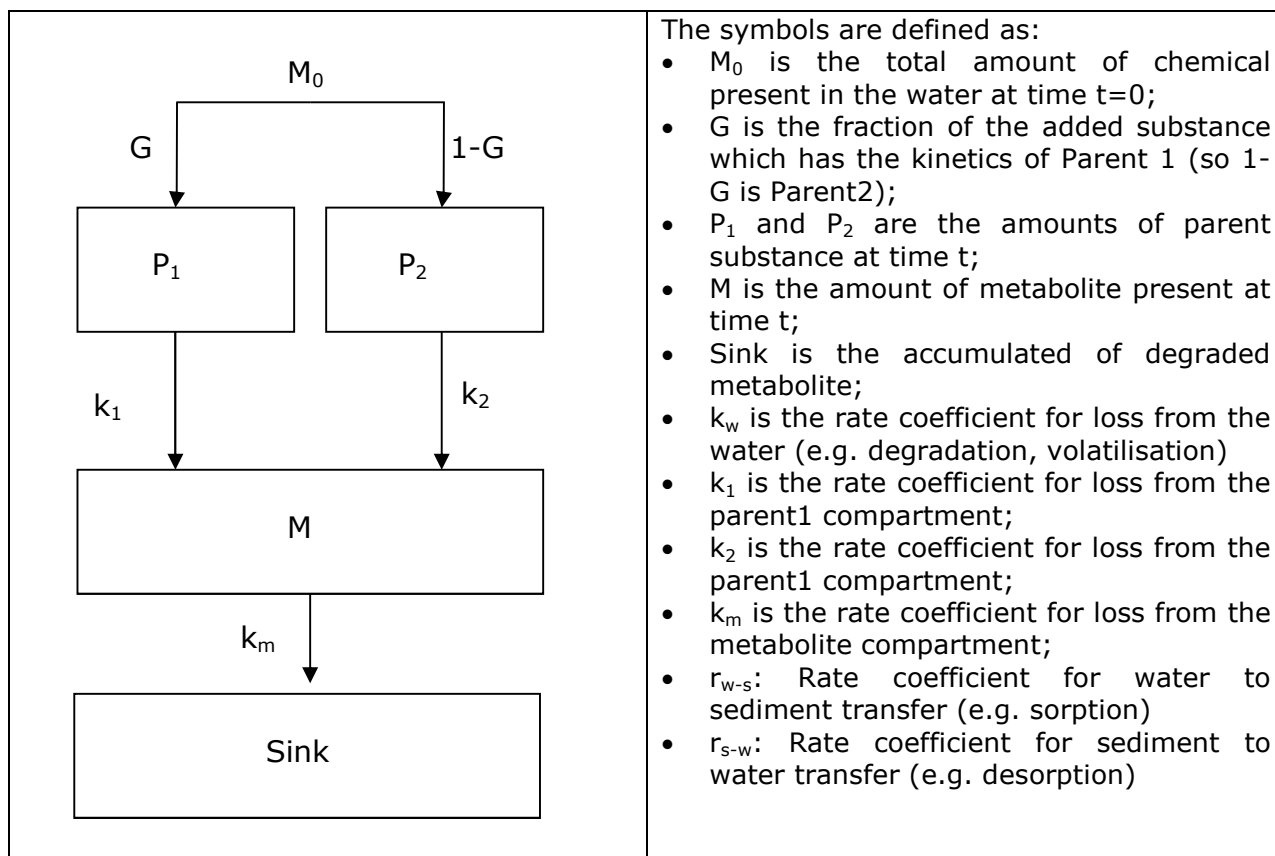 M₀
G
1-G
P₁
P₂
k₁
k₂
M
kₘ
Sink
The symbols are defined as:
• M₀ is the total amount of chemical
present in the water at time t=0;
• G is the fraction of the added substance
which has the kinetics of Parent 1 (so 1-
G is Parent2);
• P₁ and P₂ are the amounts of parent
substance at time t;
• M is the amount of metabolite present at
time t;
• Sink is the accumulated of degraded
metabolite;
• k_w is the rate coefficient for loss from the
water (e.g. degradation, volatilisation)
• k₁ is the rate coefficient for loss from the
parent1 compartment;
• k₂ is the rate coefficient for loss from the
parent1 compartment;
• kₘ is the rate coefficient for loss from the
metabolite compartment;
• r_w-s: Rate coefficient for water to
sediment transfer (e.g. sorption)
• r_s-w: Rate coefficient for sediment to
water transfer (e.g. desorption)